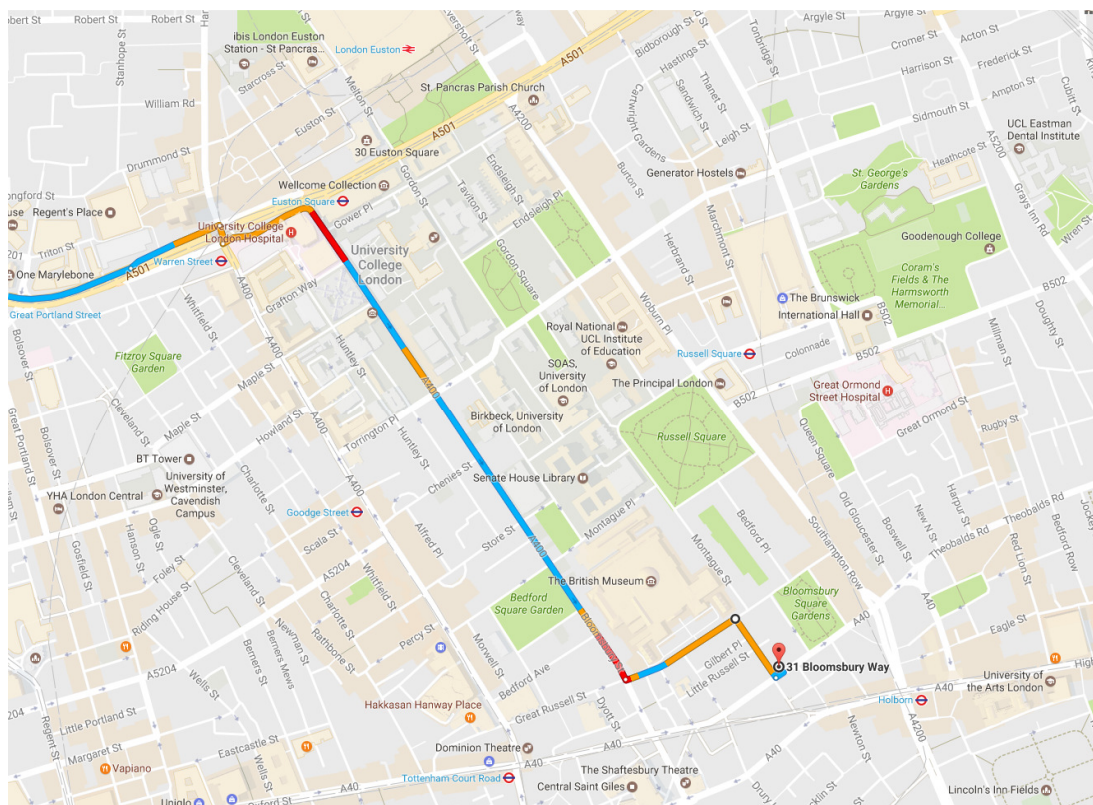 Robert St
Robert St
Robert St
Stanhope St
ibis London Euston
Station - St Pancras...
London Euston
Starcross St
Melton St
Eversholt St
William Rd
Euston St
Drummond St
A501
A501
A501
A4200
St. Pancras Parish Church
30 Euston Square
Wellcome Collection
Euston Square
Gower Pl
Gordon St
Taviton St
Endsleigh St
Endsleigh Pl
Gordon Square
Bidborough St
Hastings St
Tonbridge St
Argyle St
Argyle St
Cromer St
Acton St
Harrison St
Frederick St
Ampton St
Cubitt St
Sidmouth St
Thanet St
Sandwich St
Cartwright Gardens
Leigh St
Burton St
Generator Hostels
Marchmont St
Herbrand St
A5200
UCL Eastman
Dental Institute
Heathcote St
Grays Inn Rd
Wren St
St. George's
Gardens
Goodenough College
Coram's
Fields & The
Harmsworth
Memorial...
The Brunswick
International Hall
B502
B502
B502
Colonnade
Millman St
Doughty St
Regent's Place
Triton St
One Marylebone
University College
London Hospital
Warren Street
Great Portland Street
University
College
London
Grafton Way
Huntley St
Huntley St
Whitfield St
Whitfield St
A400
A400
A400
A400
Fitzroy Square
Garden
Bolsover St
Bolsover St
Great Portland St
Cleveland St
Cleveland St
Maple St
Maple St
Howland St
Torrington Pl
Chenies St
Royal National
UCL Institute
of Education
SOAS,
University
of London
Birkbeck, University
of London
Woburn Pl
Russell Square
The Principal London
Great Ormond
Street Hospital
Great Ormond St
Rugby St
Queen Square
Russell Square
Senate House Library
Montague Pl
Montague St
Bedford Pl
Southampton Row
Old Gloucester St
Boswell St
New N St
Harpur St
Theobalds Rd
Theobalds Rd
Bedford Row
Jockey
Red Lion St
Eagle St
BT Tower
University of
Westminster,
Cavendish
Campus
YHA London Central
Charlotte St
Charlotte St
Goodge Street
Alfred Pl
Store St
Scala St
A5204
A5204
Ogle St
Hanson St
Foley St
Gosfield St
Riding House St
Newman St
Rathbone St
Berners St
Berners Mews
Percy St
Morwell St
Bedford
Square Garden
Bedford Ave
The British Museum
Bloomsbury St
Bloomsbury
Square Gardens
Gilbert Pl
Little Russell St
Great Russell St
31 Bloomsbury Way
A40
A40
A40
A40
A4200
University of
the Arts London
Holborn
Newton St
Drury
Lincoln's Inn Fields
Dyott St
Hakkasan Hanway Place
Dominion Theatre
Tottenham Court Road
The Shaftesbury Theatre
Central Saint Giles
Wells St
Wells St
Little Portland St
Margaret St
Eastcastle St
Regent St
Vapiano
Uniqlo
Oxford St